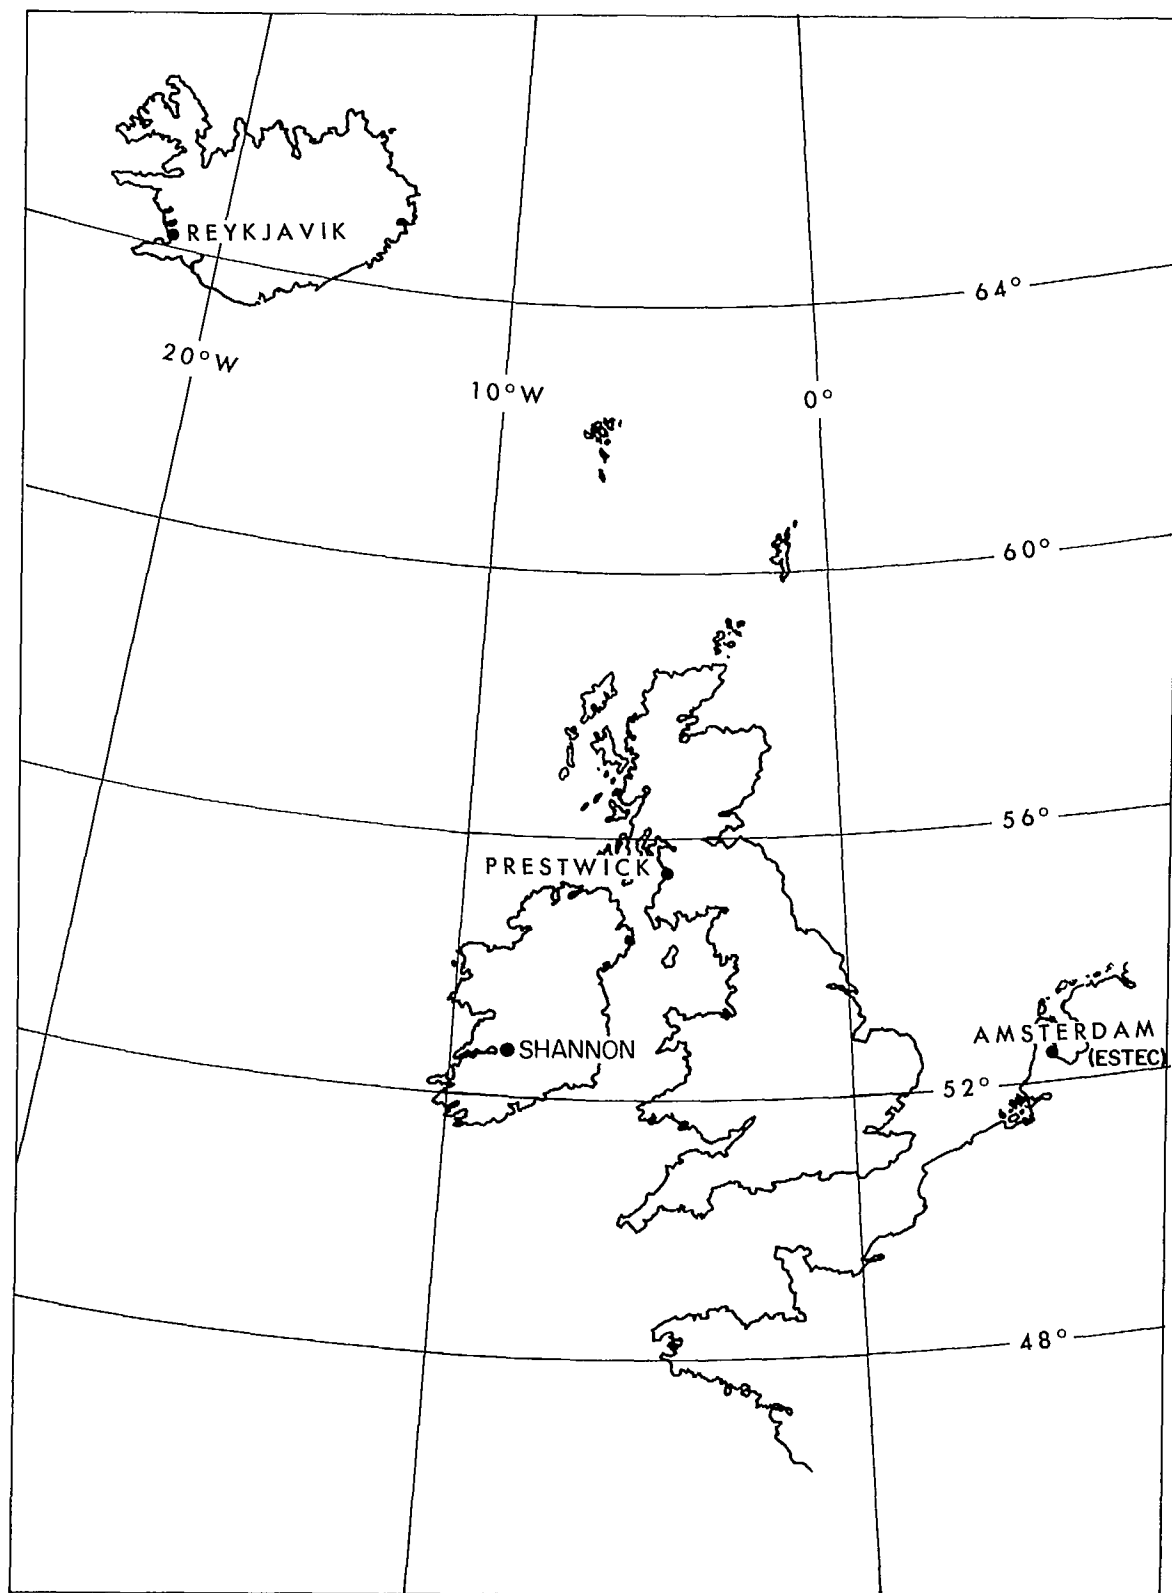 REYKJAVIK
64°
20°W
10°W
0°
60°
56°
PRESTWICK
AMSTERDAM
(ESTEC)
SHANNON
52°
48°